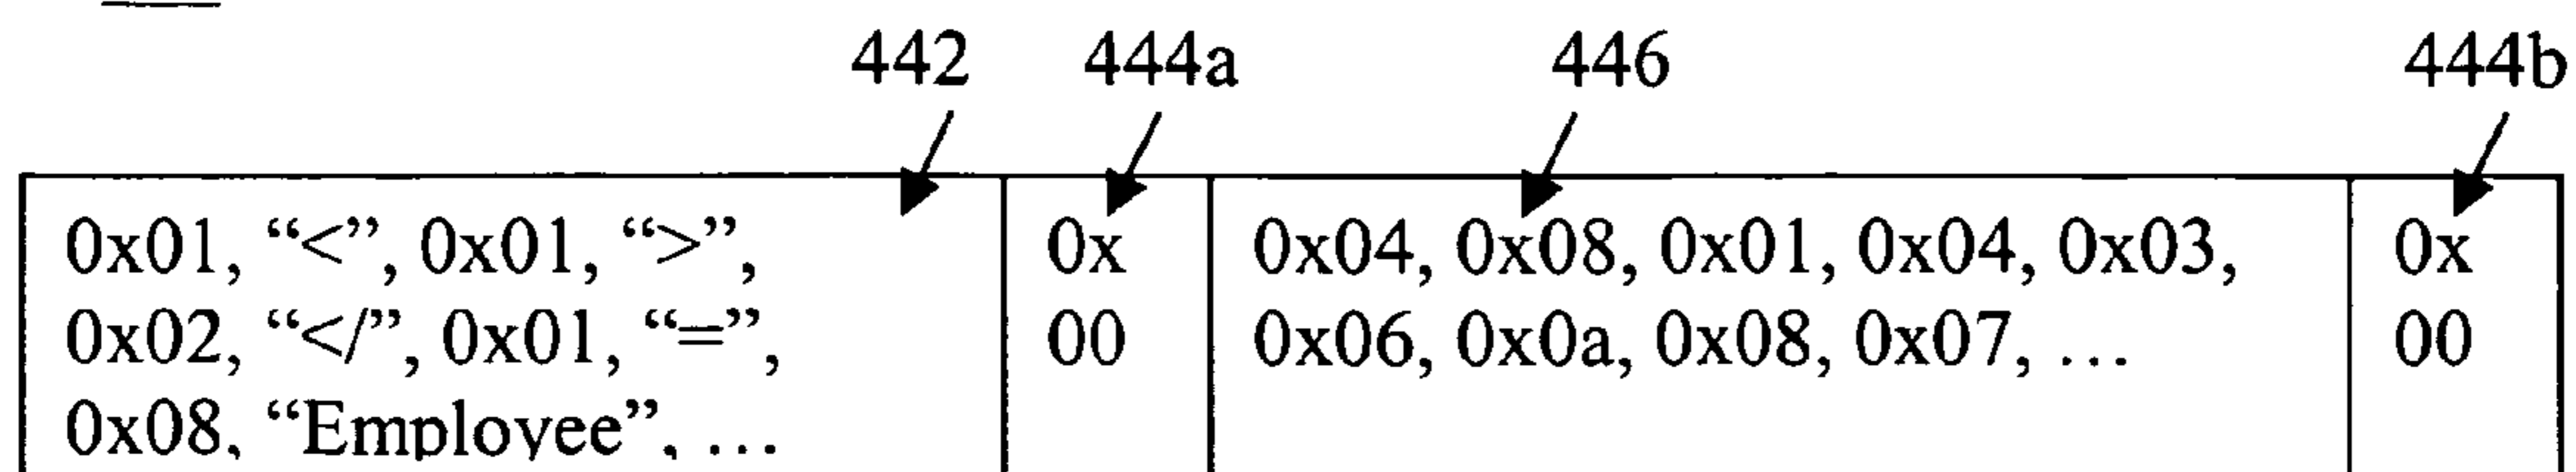 442 444a 446 444b
0x01, “<”, 0x01, “>”, 0x 0x04, 0x08, 0x01, 0x04, 0x03, 0x
0x02, “</”, 0x01, “=”, 00 0x06, 0x0a, 0x08, 0x07, … 00
0x08, “Employee”, …